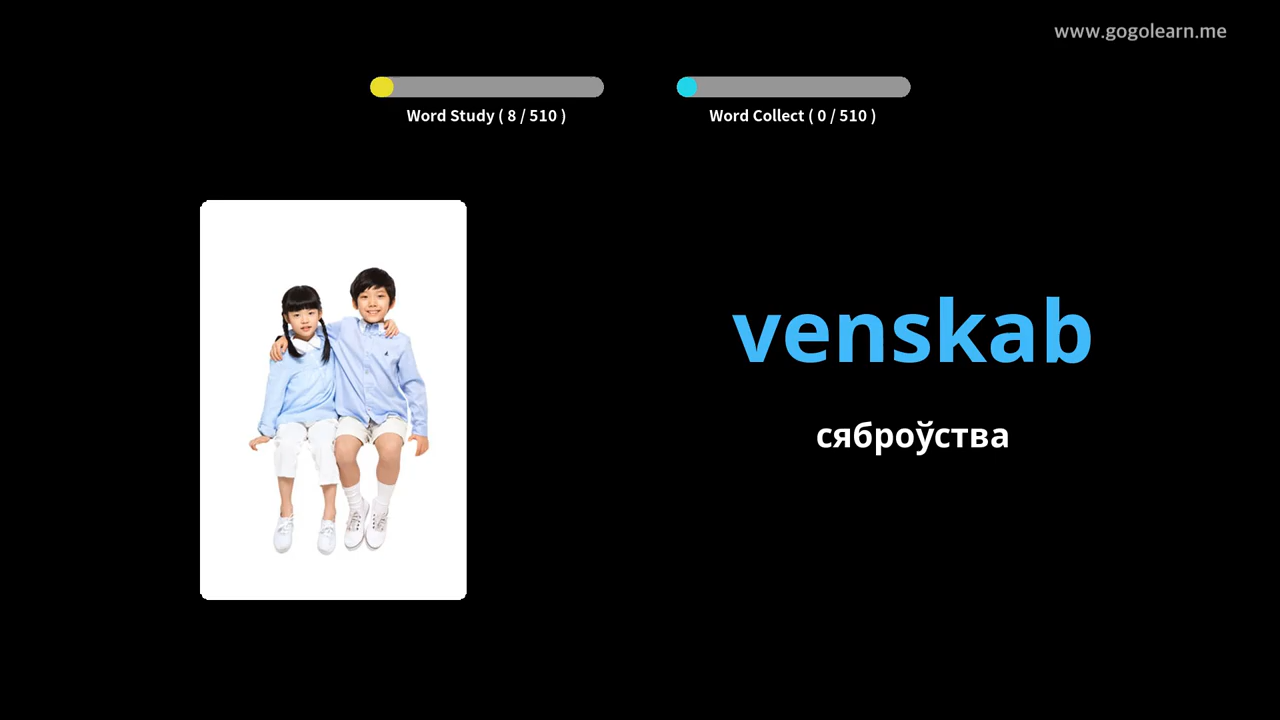 www.gogolearn.me
Word Study ( 8 / 510 )
Word Collect ( 0 / 510 )
venskab
сяброўства